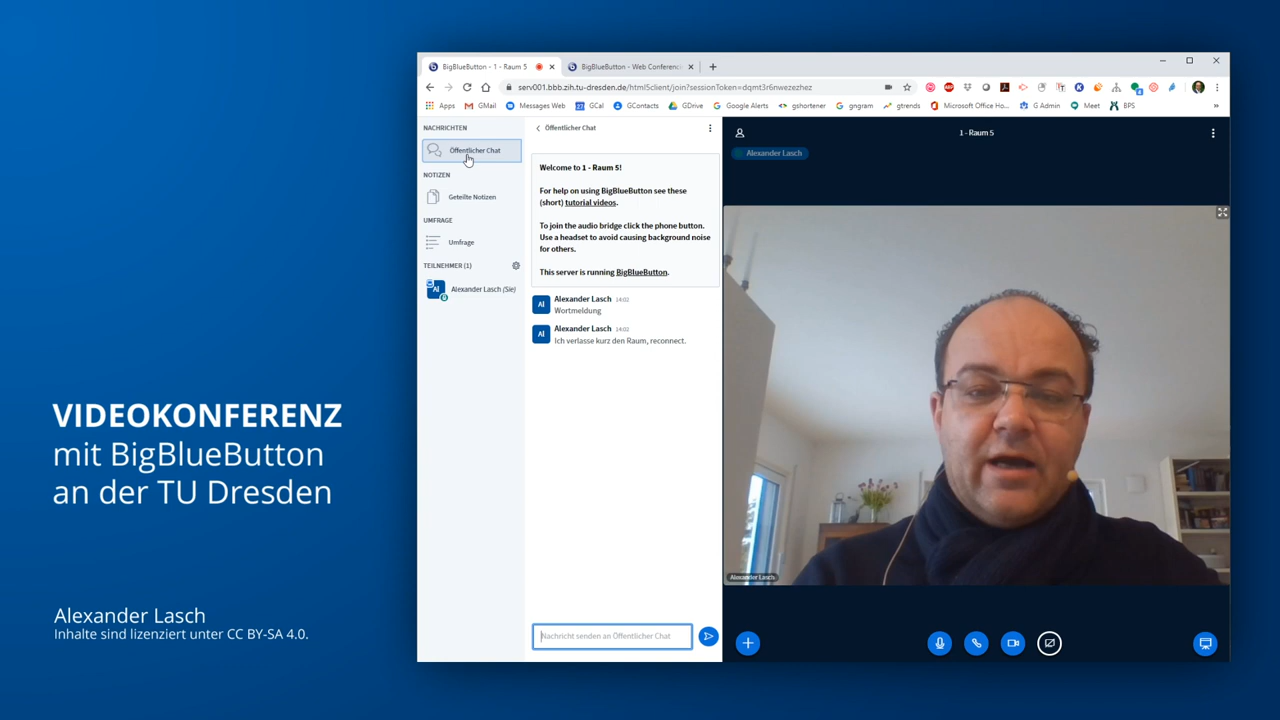 VIDEOKONFERENZ
mit BigBlueButton
an der TU Dresden
Alexander Lasch
Inhalte sind lizenziert unter CC BY-SA 4.0.
BigBlueButton - 1 - Raum 5
BigBlueButton - Web Conferenc
serv001.bbb.zih.tu-dresden.de/html5client/join?sessionToken=dqmt3r6nwezezhez
Apps
GMail
Messages Web
GCal
GContacts
GDrive
Google Alerts
gshortener
gngram
gtrends
Microsoft Office Ho...
G Admin
Meet
BPS
»
NACHRICHTEN
Öffentlicher Chat
NOTIZEN
Geteilte Notizen
UMFRAGE
Umfrage
TEILNEHMER (1)
Al
Alexander Lasch (Sie)
Öffentlicher Chat
Welcome to 1 - Raum 5!
For help on using BigBlueButton see these
(short) tutorial videos.
To join the audio bridge click the phone button.
Use a headset to avoid causing background noise
for others.
This server is running BigBlueButton.
Al
Alexander Lasch 14:02
Wortmeldung
Al
Alexander Lasch 14:02
Ich verlasse kurz den Raum, reconnect.
Nachricht senden an Öffentlicher Chat
1 - Raum 5
Alexander Lasch
Alexander Lasch